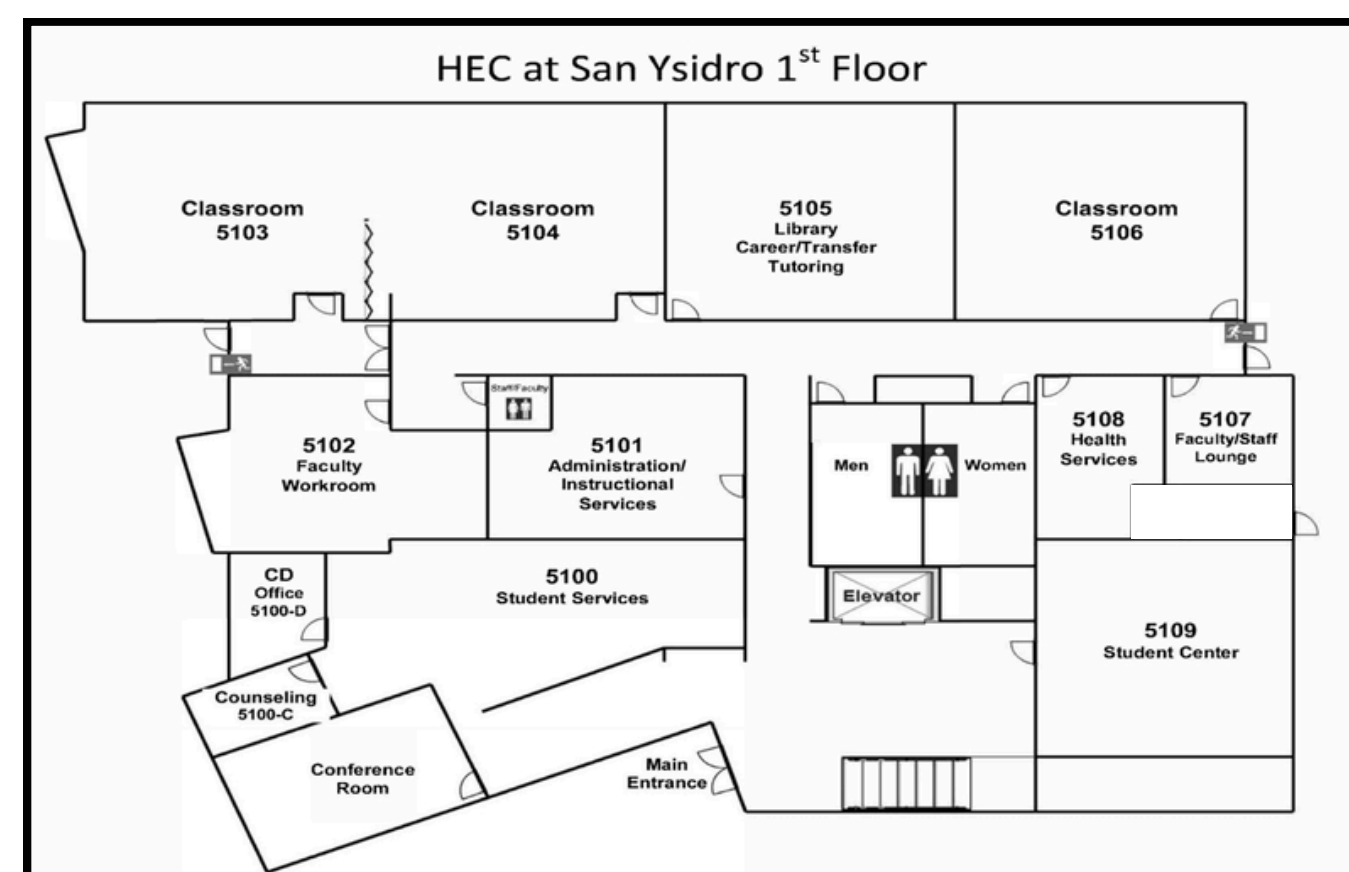 HEC at San Ysidro 1st Floor
Classroom
5103
Classroom
5104
5105
Library
Career/Transfer
Tutoring
Classroom
5106
Staff/Faculty
5102
Faculty
Workroom
5101
Administration/
Instructional
Services
Men
Women
5108
Health
Services
5107
Faculty/Staff
Lounge
CD
Office
5100-D
5100
Student Services
Elevator
5109
Student Center
Counseling
5100-C
Conference
Room
Main
Entrance